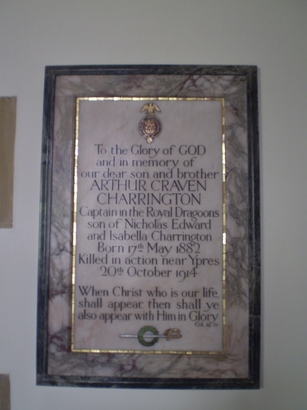 To the Glory of GOD
and in memory of
our dear son and brother
ARTHUR CRAVEN
CHARRINGTON
Captain in the Royal Dragoons
son of Nicholas Edward
and Isabella Charrington
Born 17th May 1882
Killed in action near Ypres
20th October 1914
When Christ who is our life
shall appear then shall ye
also appear with Him in Glory